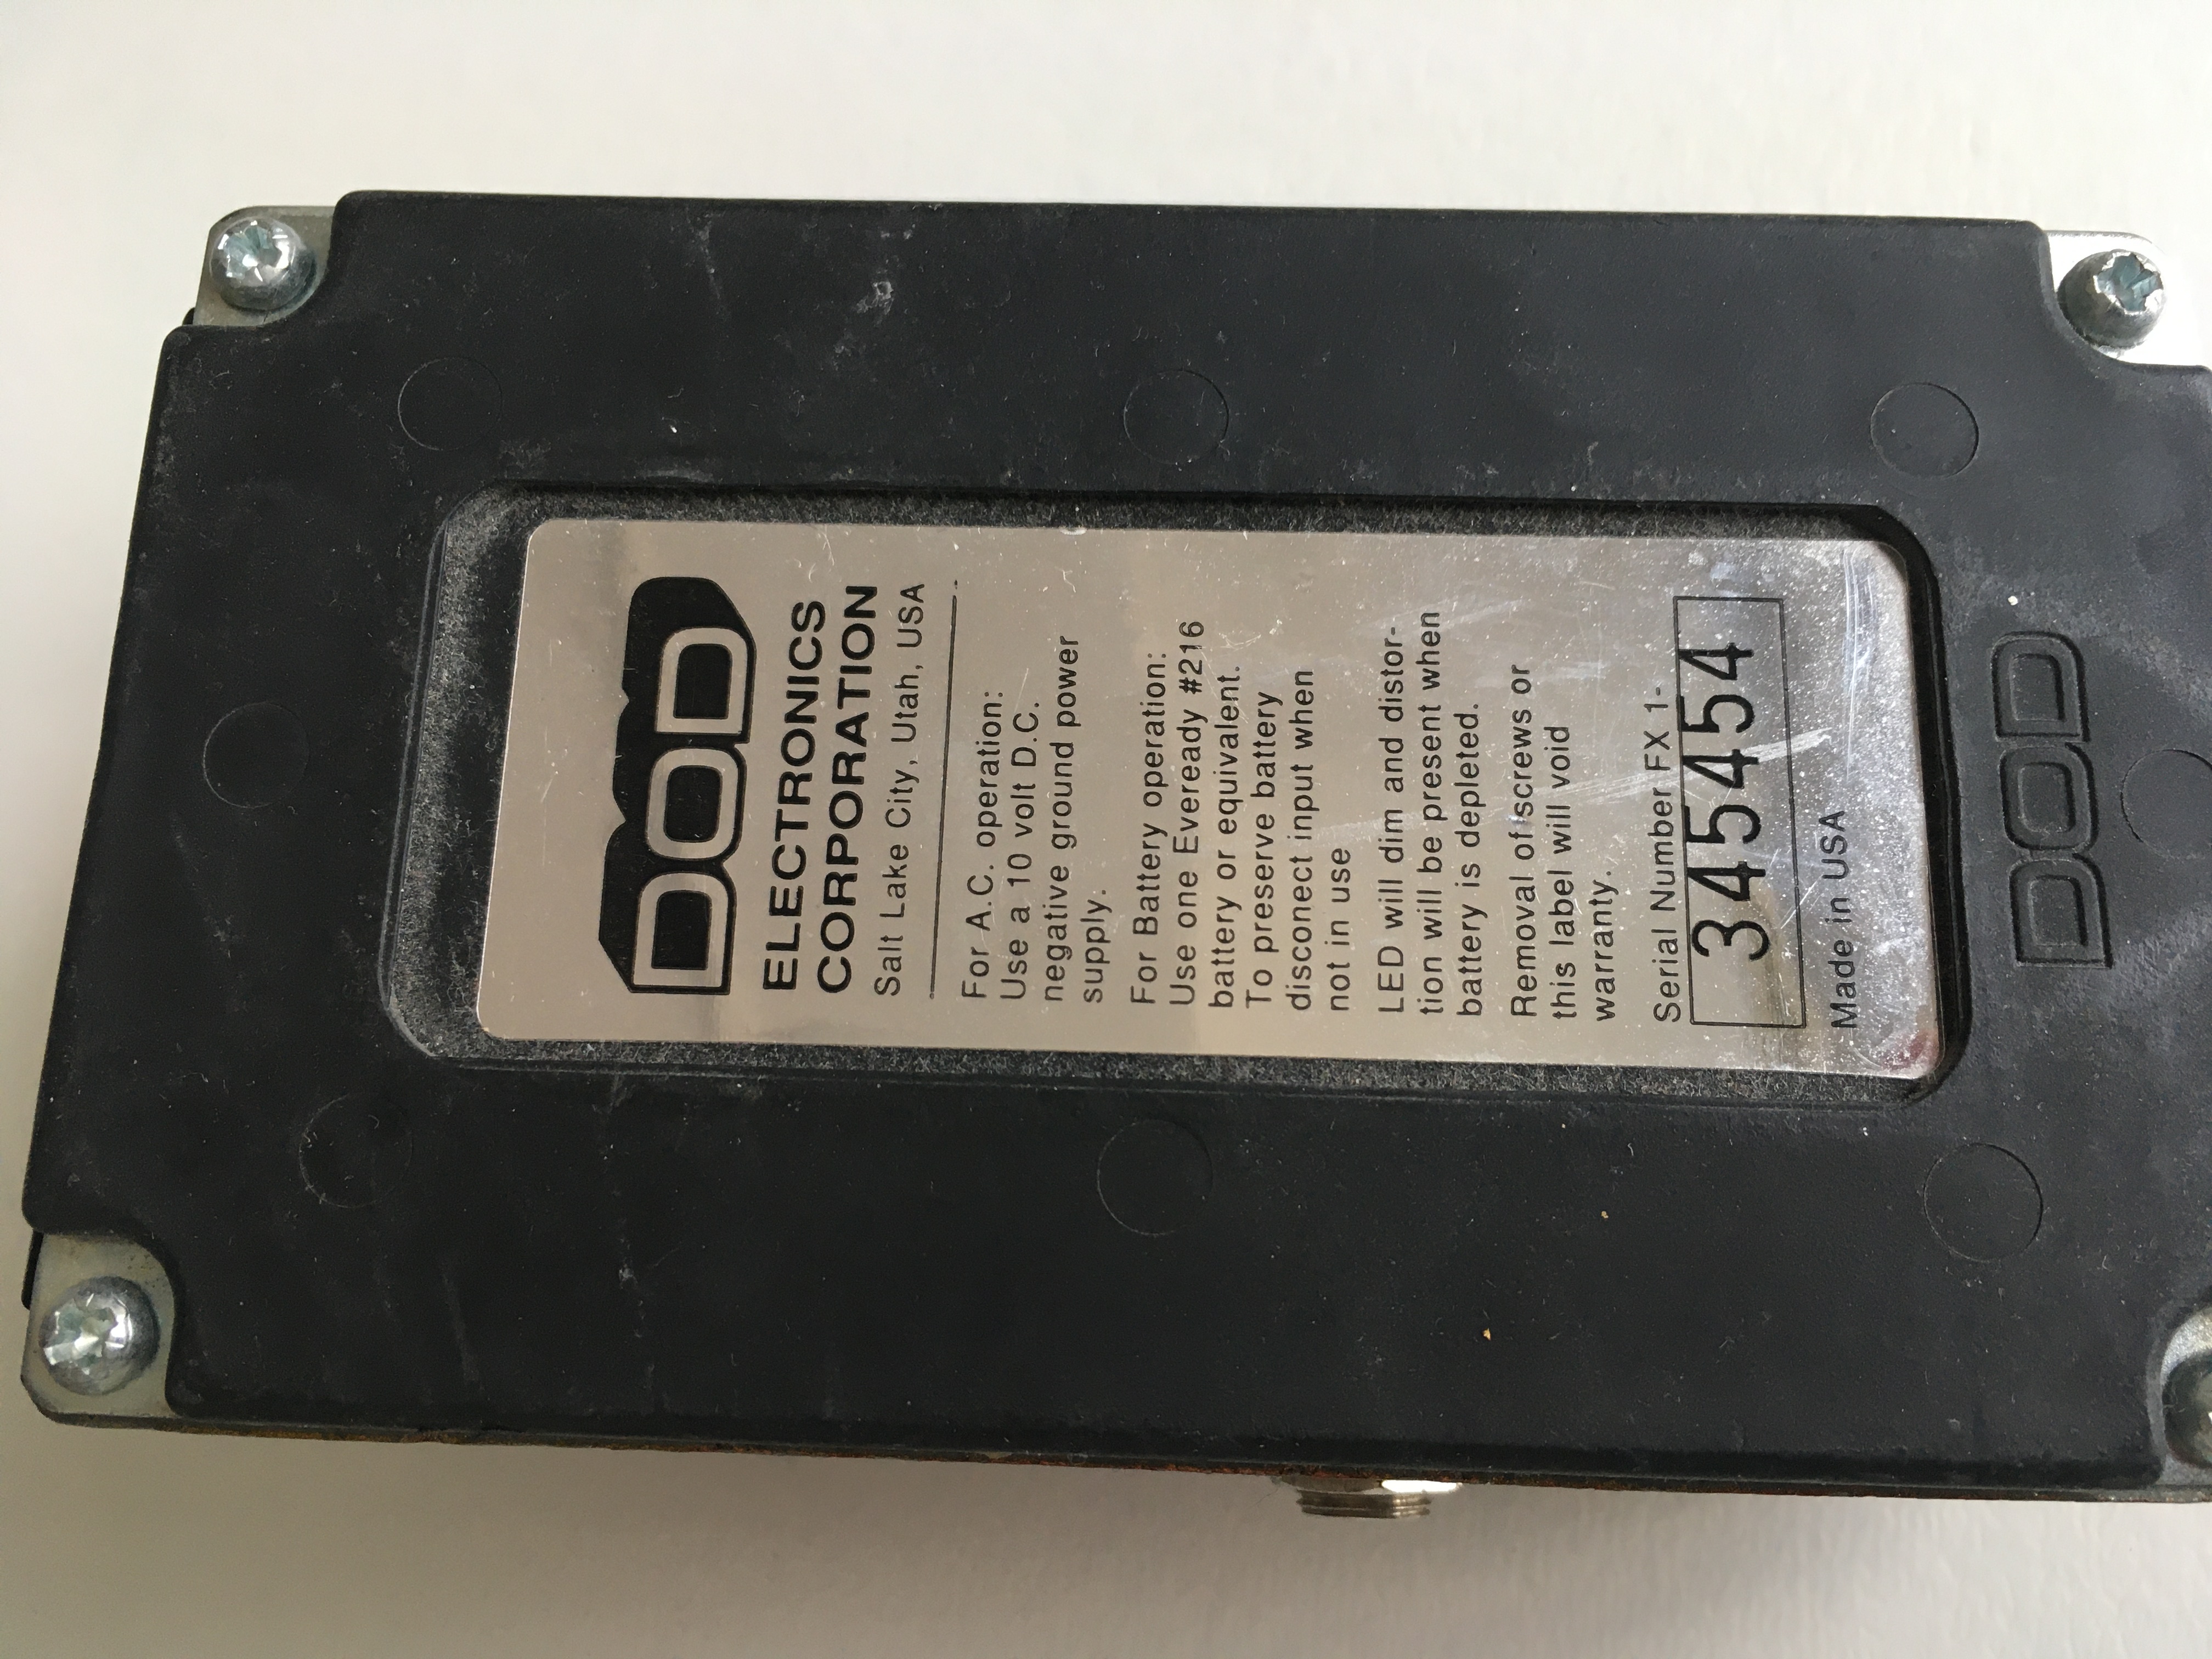 DOD
ELECTRONICS
CORPORATION
Salt Lake City, Utah, USA
For A.C. operation:
Use a 10 volt D.C.
negative ground power
supply.
For Battery operation:
Use one Eveready #216
battery or equivalent.
To preserve battery
disconect input when
not in use
LED will dim and distor-
tion will be present when
battery is depleted.
Removal of screws or
this label will void
warranty.
Serial Number FX 1-
345454
Made in USA
DOD